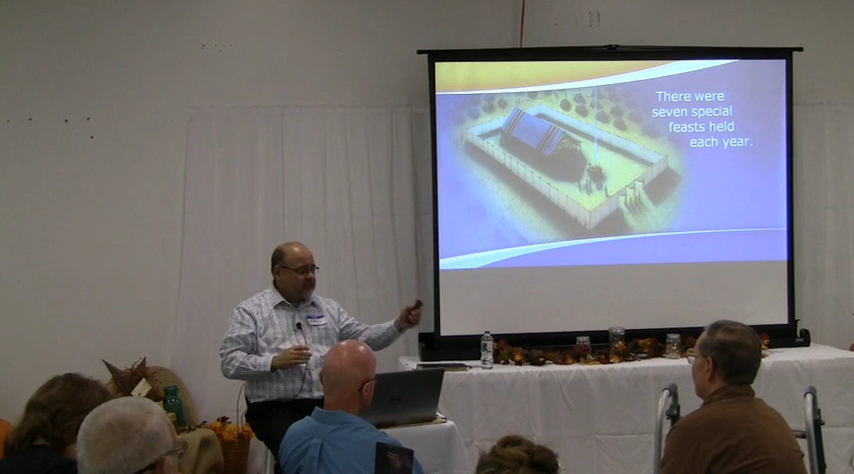 There were
seven special
feasts held
each year.